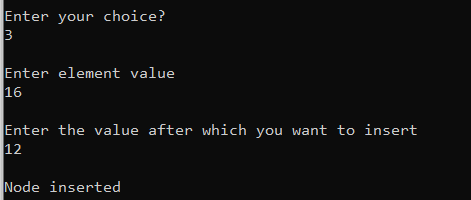 Enter your choice?
3
Enter element value
16
Enter the value after which you want to insert
12
Node inserted